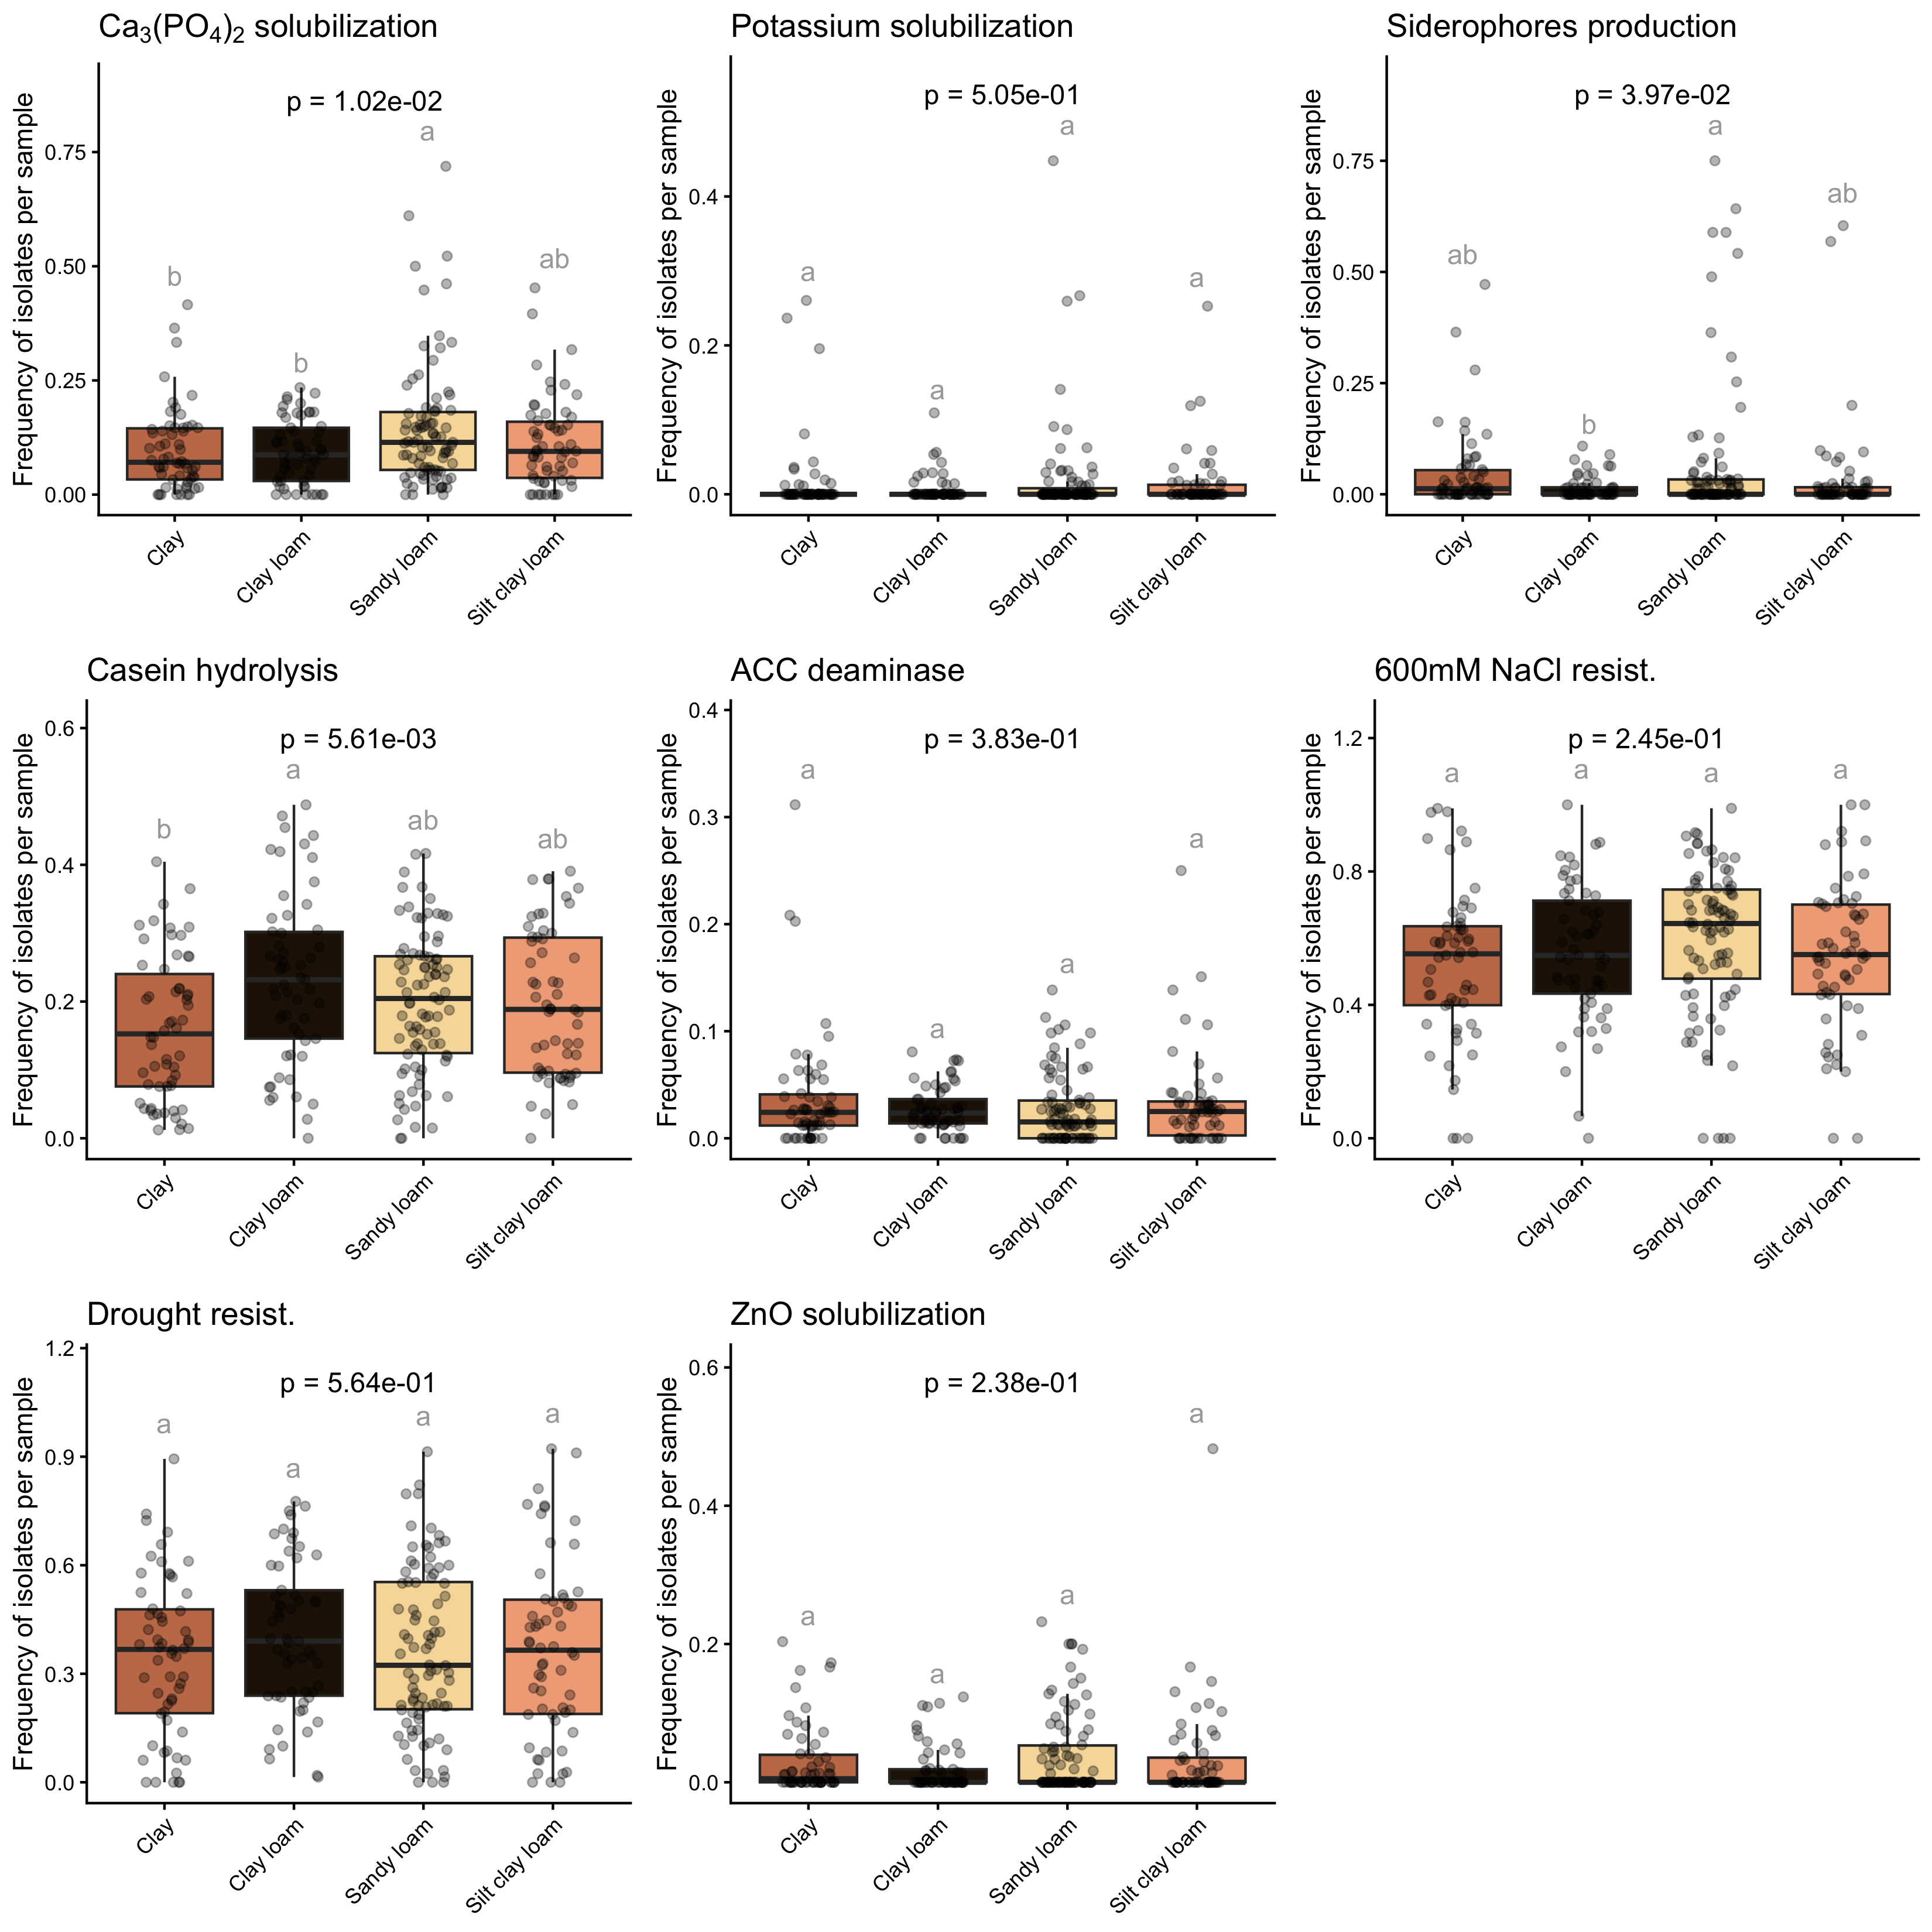 Ca₃(PO₄)₂ solubilization
Frequency of isolates per sample
p = 1.02e-02
0.75
0.50
0.25
0.00
b
b
a
ab
Clay
Clay loam
Sandy loam
Silt clay loam
Potassium solubilization
Frequency of isolates per sample
p = 5.05e-01
0.4
0.2
0.0
a
a
a
a
Clay
Clay loam
Sandy loam
Silt clay loam
Siderophores production
Frequency of isolates per sample
p = 3.97e-02
0.75
0.50
0.25
0.00
ab
b
a
ab
Clay
Clay loam
Sandy loam
Silt clay loam
Casein hydrolysis
Frequency of isolates per sample
p = 5.61e-03
0.6
0.4
0.2
0.0
b
a
ab
ab
Clay
Clay loam
Sandy loam
Silt clay loam
ACC deaminase
Frequency of isolates per sample
p = 3.83e-01
0.4
0.3
0.2
0.1
0.0
a
a
a
a
Clay
Clay loam
Sandy loam
Silt clay loam
600mM NaCl resist.
Frequency of isolates per sample
p = 2.45e-01
1.2
0.8
0.4
0.0
a
a
a
a
Clay
Clay loam
Sandy loam
Silt clay loam
Drought resist.
Frequency of isolates per sample
p = 5.64e-01
1.2
0.9
0.6
0.3
0.0
a
a
a
a
Clay
Clay loam
Sandy loam
Silt clay loam
ZnO solubilization
Frequency of isolates per sample
p = 2.38e-01
0.6
0.4
0.2
0.0
a
a
a
a
Clay
Clay loam
Sandy loam
Silt clay loam